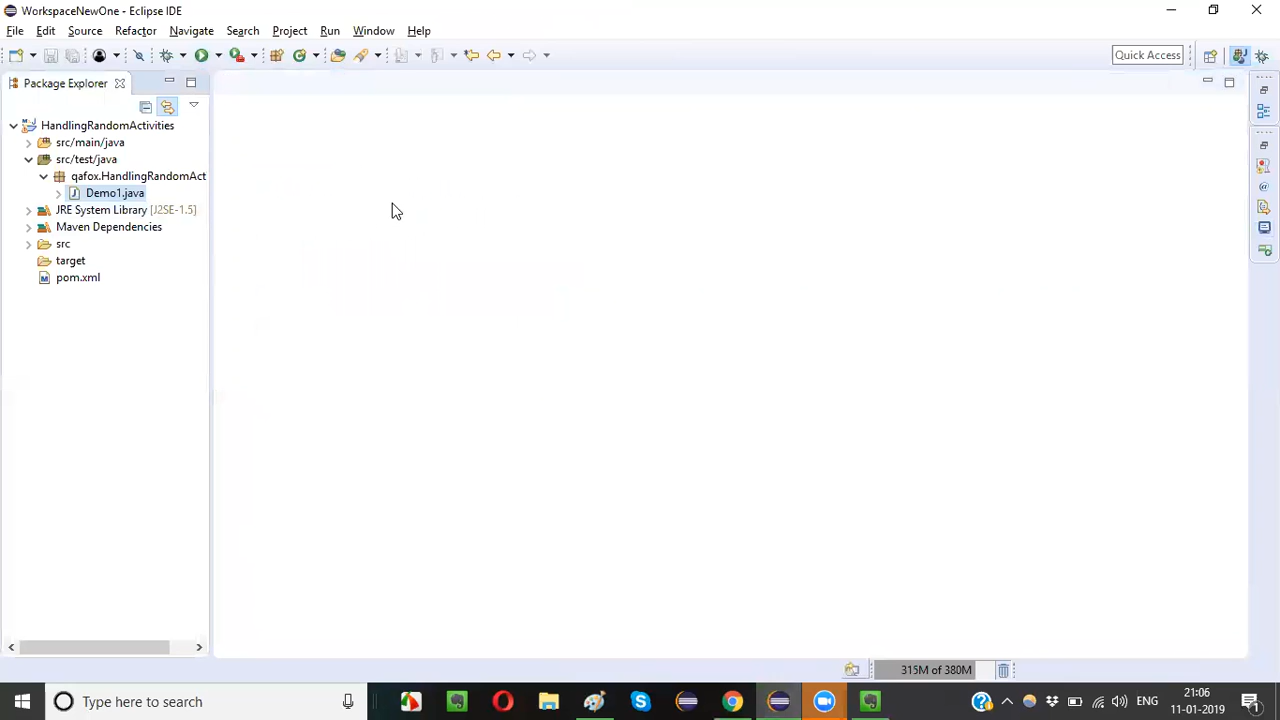 WorkspaceNewOne - Eclipse IDE
File Edit Source Refactor Navigate Search Project Run Window Help
Quick Access
Package Explorer
HandlingRandomActivities
src/main/java
src/test/java
qafox.HandlingRandomAct
Demo1.java
JRE System Library [J2SE-1.5]
Maven Dependencies
src
target
pom.xml
315M of 380M
Type here to search
ENG
21:06
11-01-2019